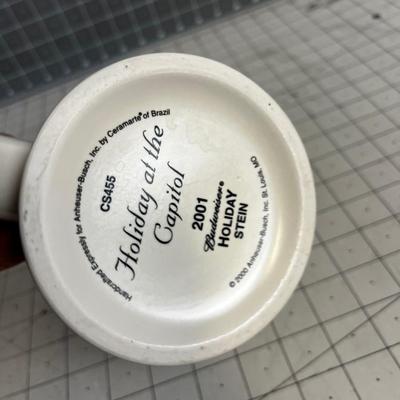 Handcrafted Expressly for Anheuser-Busch, Inc. by Ceramarte® of Brazil
CS455
Holiday at the
Capitol
2001
Budweiser®
HOLIDAY
STEIN
© 2000 Anheuser-Busch, Inc. St. Louis, MO